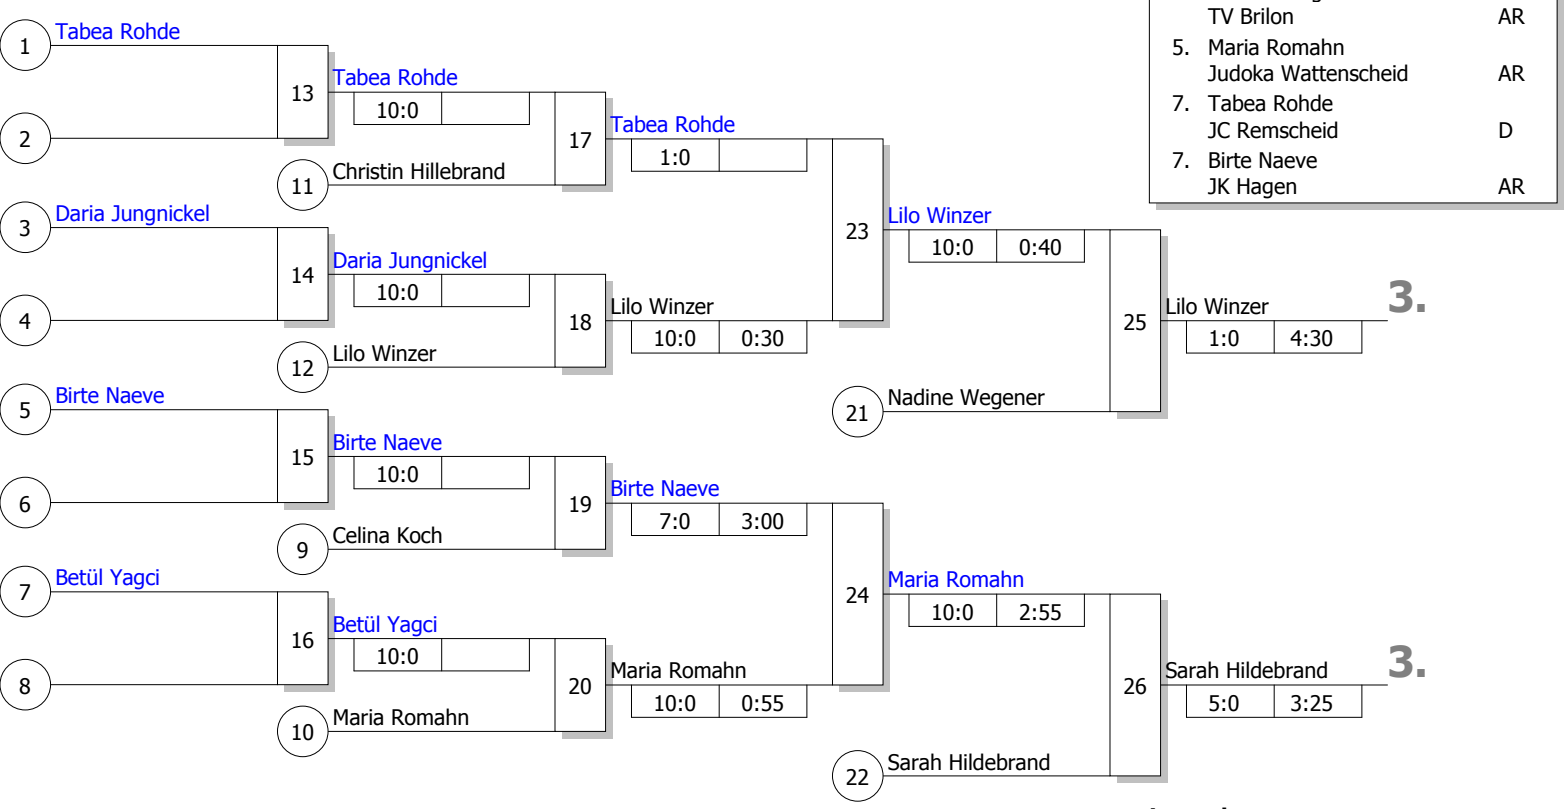 TV Brilon AR
5. Maria Romahn
Judoka Wattenscheid AR
7. Tabea Rohde
JC Remscheid D
7. Birte Naeve
JK Hagen AR
1 Tabea Rohde
13 Tabea Rohde
10:0
2
17 Tabea Rohde
1:0
11 Christin Hillebrand
3 Daria Jungnickel
23 Lilo Winzer
10:0 0:40
14 Daria Jungnickel
10:0
4
18 Lilo Winzer
10:0 0:30
25 Lilo Winzer 3.
1:0 4:30
12 Lilo Winzer
5 Birte Naeve
21 Nadine Wegener
15 Birte Naeve
10:0
6
19 Birte Naeve
7:0 3:00
9 Celina Koch
7 Betül Yagci
24 Maria Romahn
10:0 2:55
16 Betül Yagci
10:0
8
20 Maria Romahn
10:0 0:55
26 Sarah Hildebrand 3.
5:0 3:25
10 Maria Romahn
22 Sarah Hildebrand